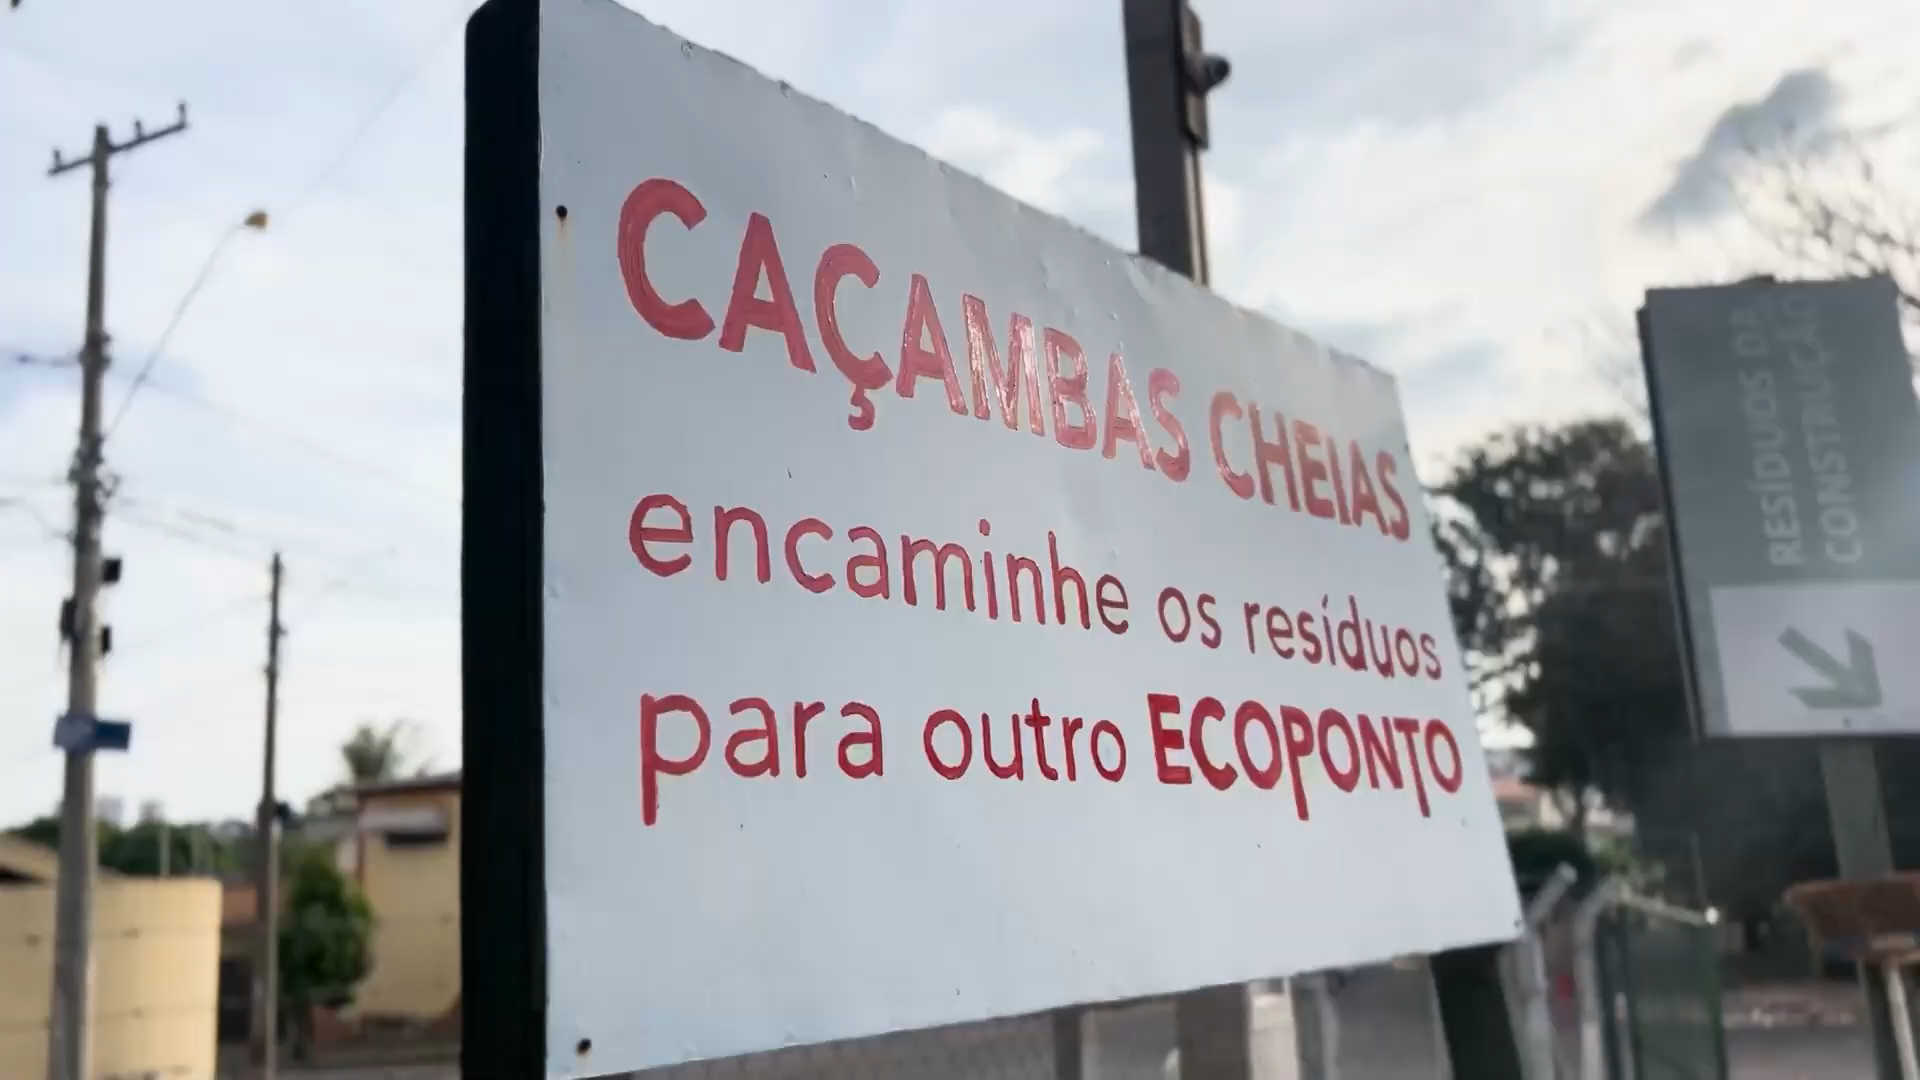 CAÇAMBAS CHEIAS
encaminhe os resíduos
para outro ECOPONTO
RESÍDUOS DA
CONSTRUÇÃO